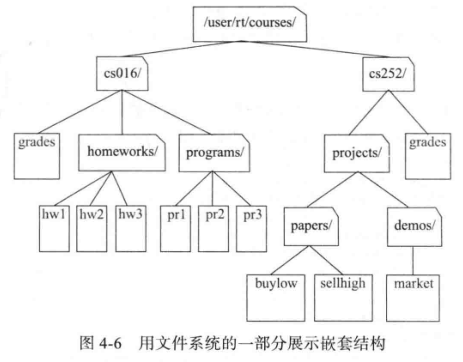 /user/rt/courses/
cs016/
cs252/
grades
homeworks/
programs/
projects/
grades
hw1
hw2
hw3
pr1
pr2
pr3
papers/
demos/
buylow
sellhigh
market
图 4-6 用文件系统的一部分展示嵌套结构